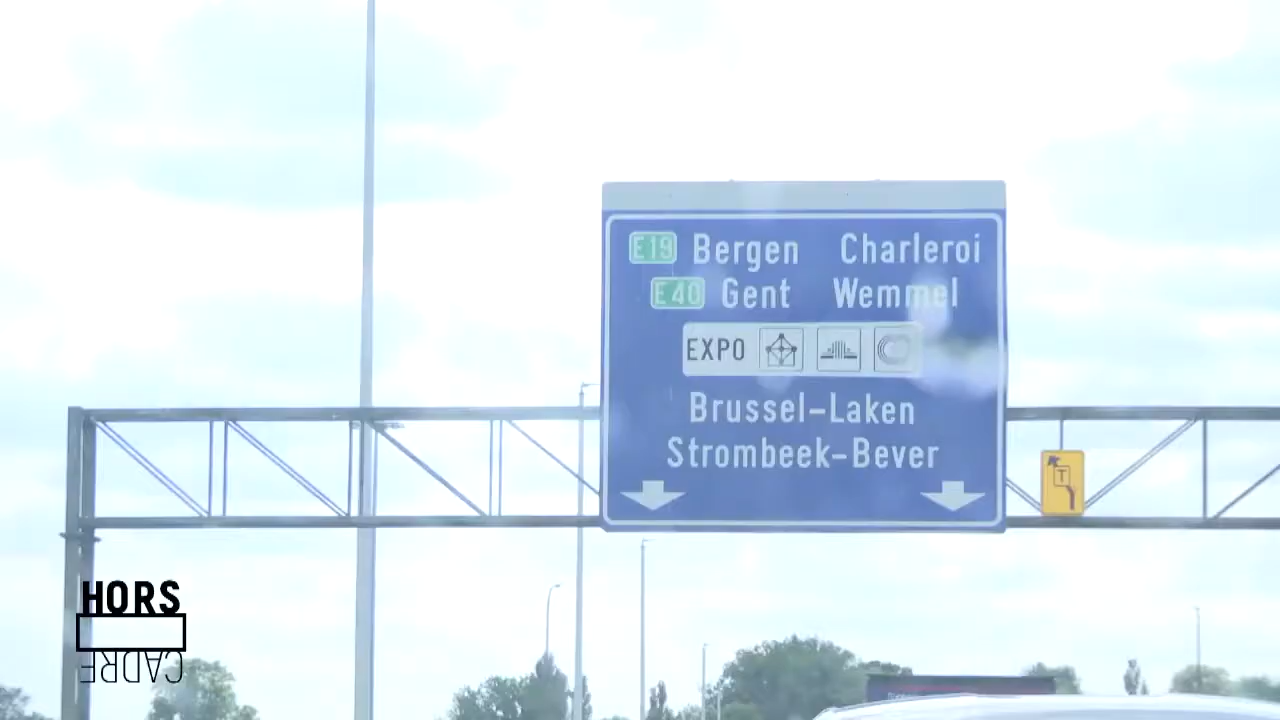 E19 Bergen Charleroi
E40 Gent Wemmel
EXPO
Brussel-Laken
Strombeek-Bever
T
HORS
CADRE